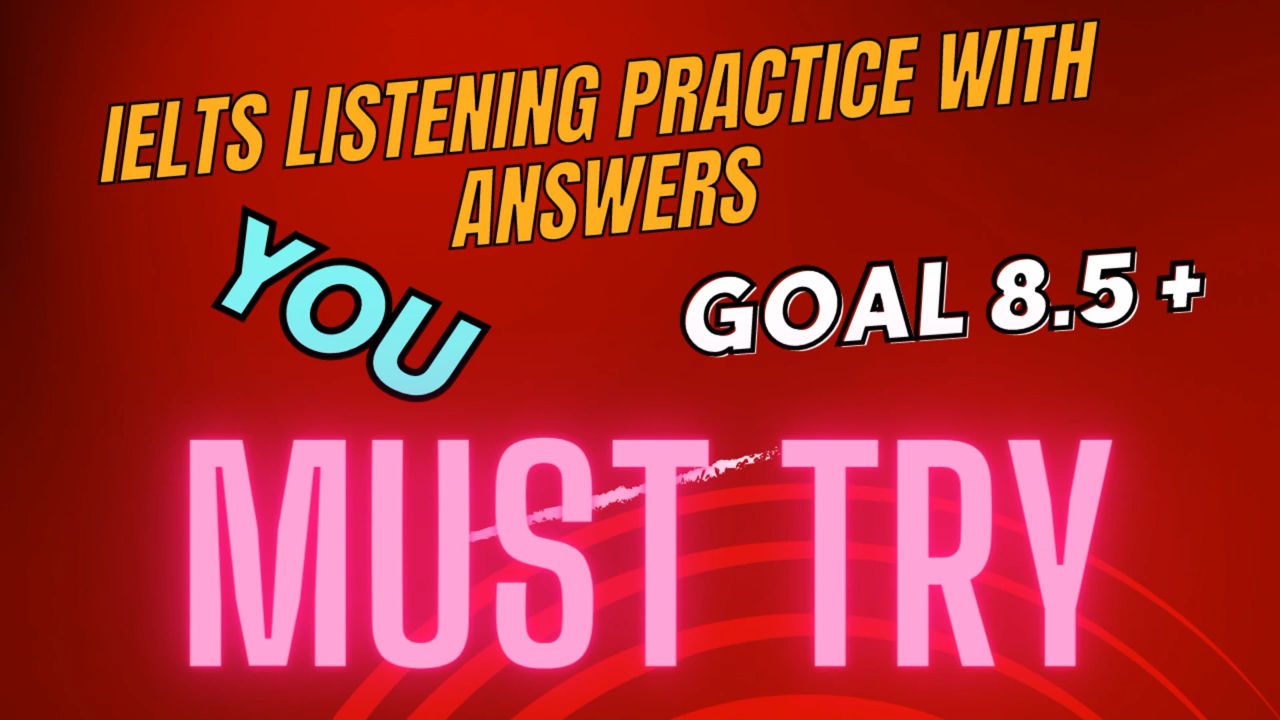 IELTS LISTENING PRACTICE WITH
ANSWERS
YOU
GOAL 8.5 +
MUST TRY